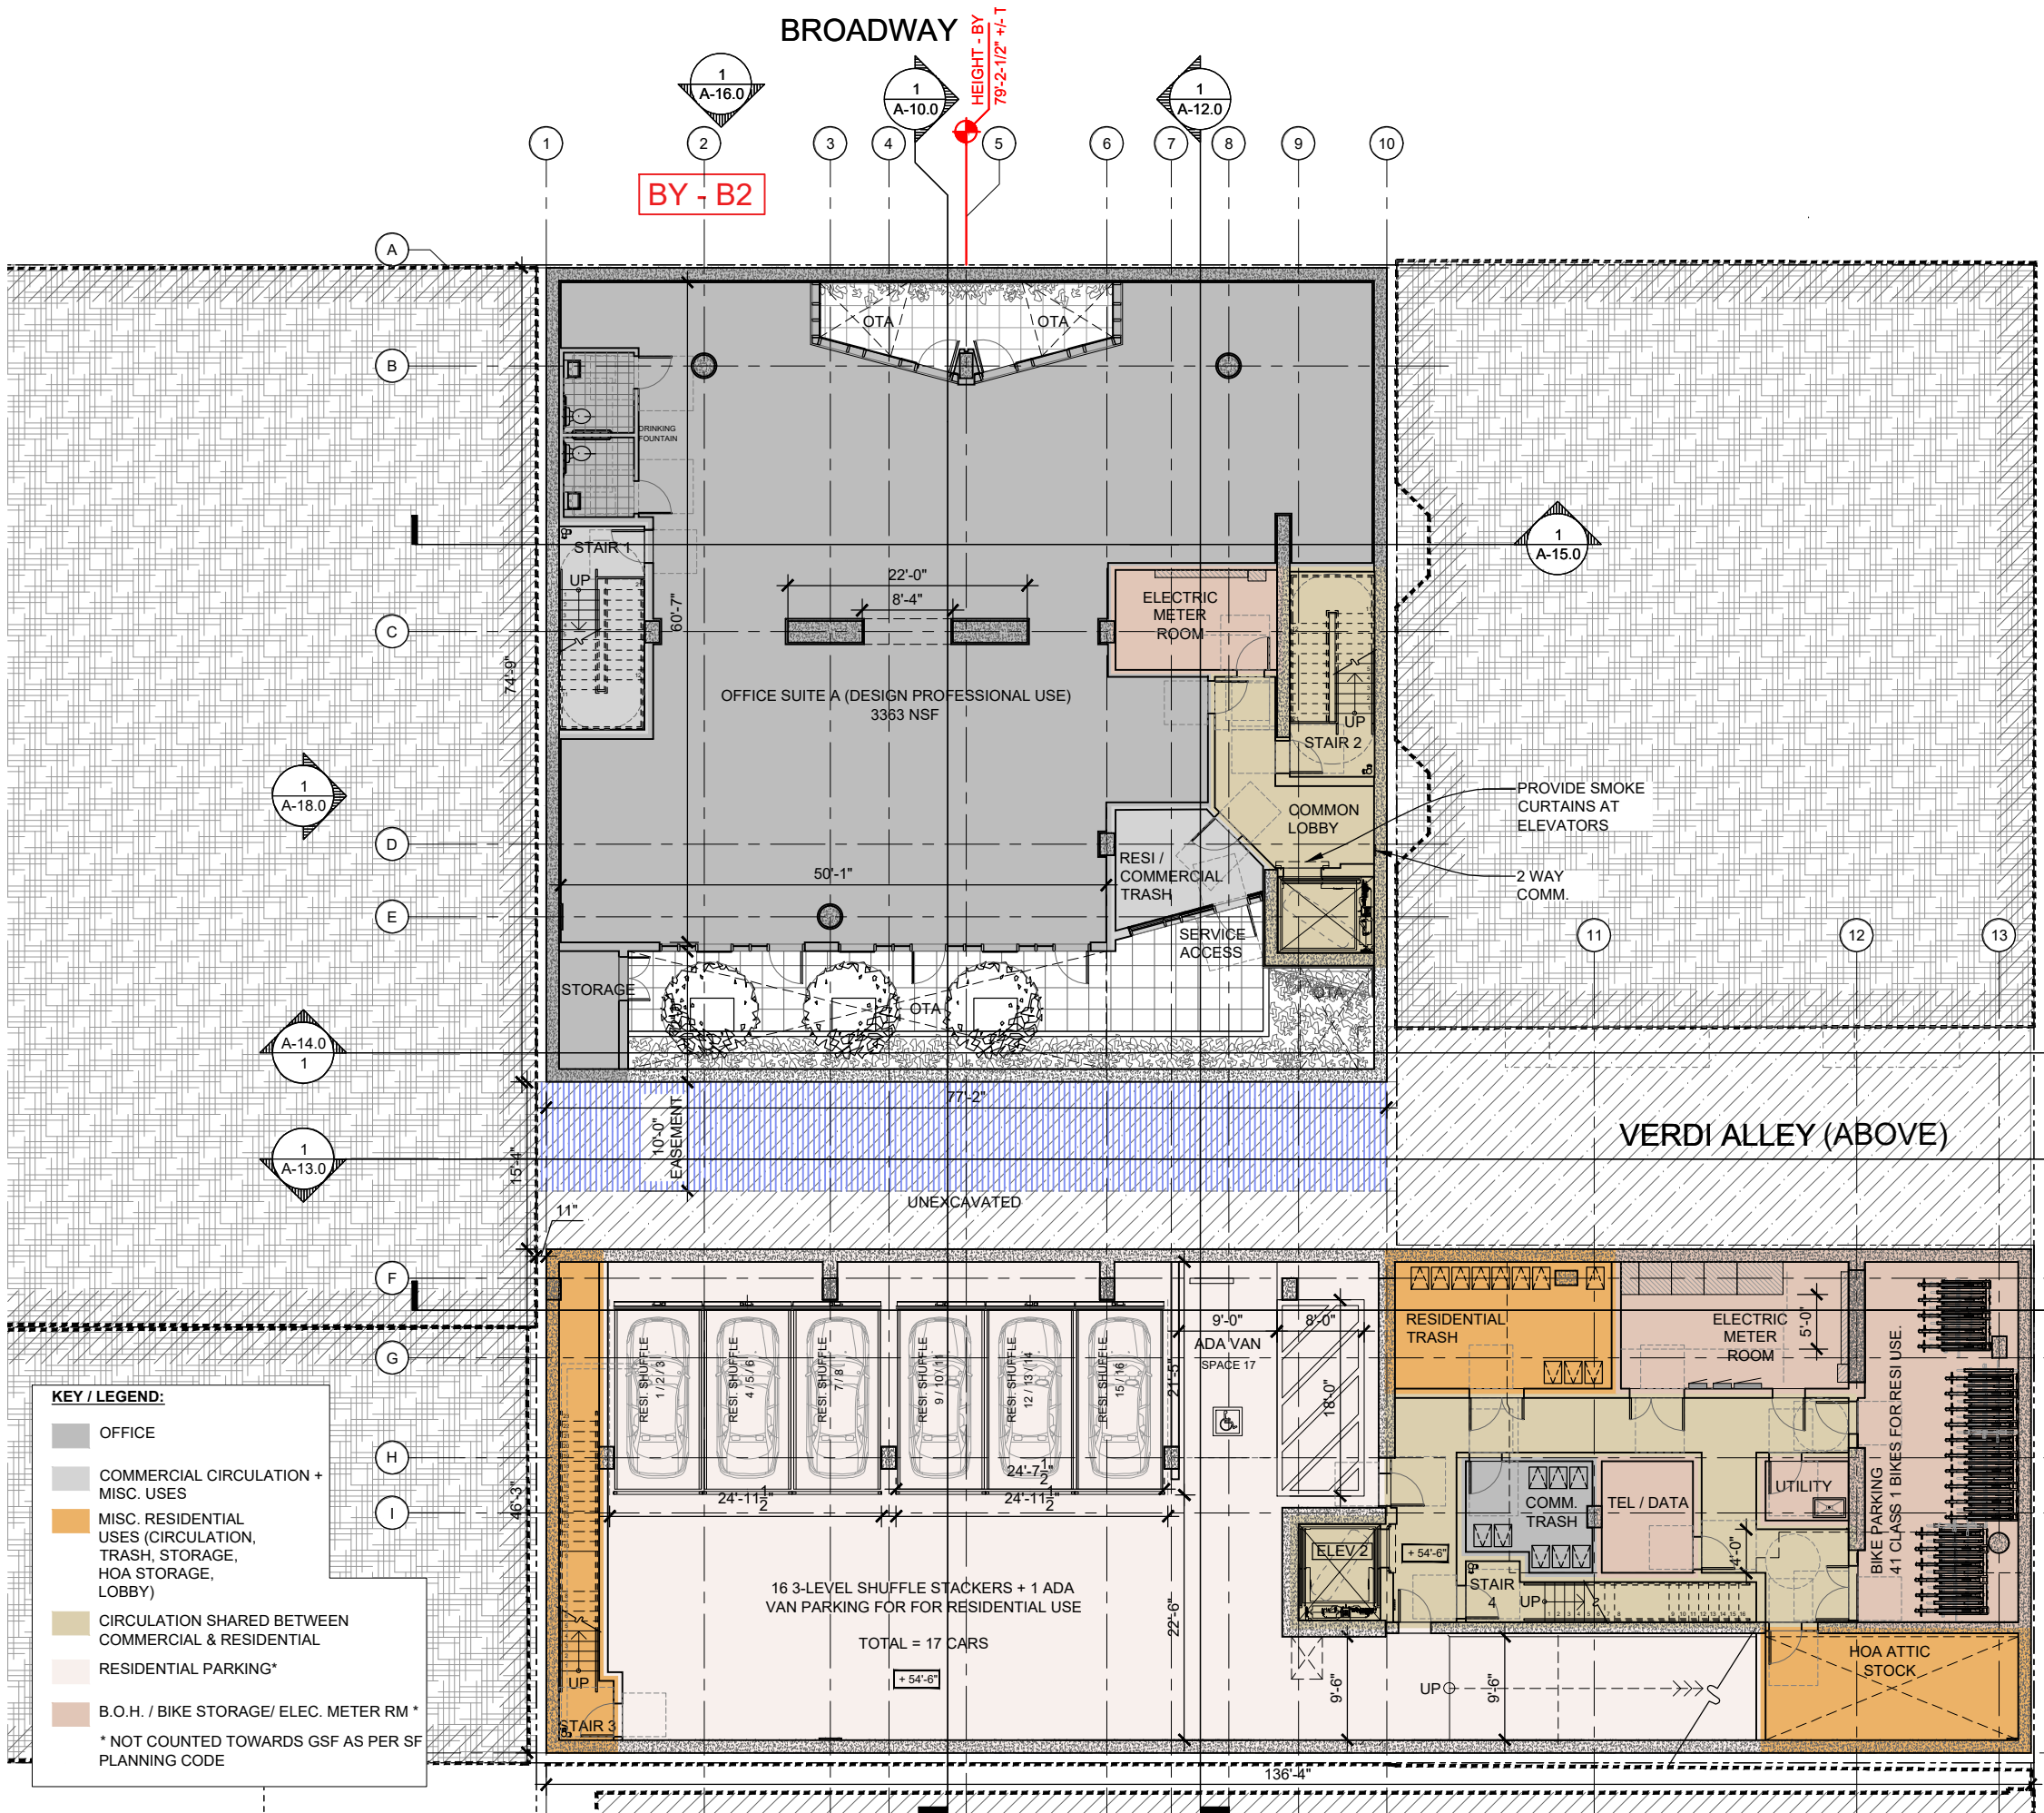 BROADWAY
HEIGHT - BY
79'-2-1/2" +/- T
1
A-16.0
1
A-10.0
1
A-12.0
1
2
3
4
5
6
7
8
9
10
BY - B2
A
B
C
D
E
OTA
OTA
DRINKING
FOUNTAIN
STAIR 1
UP
22'-0"
8'-4"
60'-7"
74'-9"
ELECTRIC
METER
ROOM
1
A-15.0
OFFICE SUITE A (DESIGN PROFESSIONAL USE)
3363 NSF
UP
STAIR 2
1
A-18.0
COMMON
LOBBY
PROVIDE SMOKE
CURTAINS AT
ELEVATORS
2 WAY
COMM.
RESI /
COMMERCIAL
TRASH
50'-1"
SERVICE
ACCESS
11
12
13
STORAGE
OTA
OTA
A-14.0
1
77'-2"
10'-0"
EASEMENT
15'-4"
VERDI ALLEY (ABOVE)
1
A-13.0
UNEXCAVATED
11"
F
G
H
I
RESI. SHUFFLE
1 / 2 / 3
RESI. SHUFFLE
4 / 5 / 6
RESI. SHUFFLE
7 / 8
RESI. SHUFFLE
9 / 10 / 11
RESI. SHUFFLE
12 / 13 / 14
RESI. SHUFFLE
15 / 16
9'-0"
8'-0"
ADA VAN
SPACE 17
21'-5"
18'-0"
RESIDENTIAL
TRASH
ELECTRIC
METER
ROOM
5'-0"
BIKE PARKING
41 CLASS 1 BIKES FOR RESI USE.
24'-7 1/2"
24'-11 1/2"
24'-11 1/2"
46'-3"
COMM.
TRASH
TEL / DATA
UTILITY
ELEV 2
+ 54'-6"
4'-0"
STAIR
4
UP
16 3-LEVEL SHUFFLE STACKERS + 1 ADA
VAN PARKING FOR FOR RESIDENTIAL USE
TOTAL = 17 CARS
+ 54'-6"
22'-6"
9'-6"
UP
9'-6"
HOA ATTIC
STOCK
UP
STAIR 3
136'-4"
KEY / LEGEND:
OFFICE
COMMERCIAL CIRCULATION +
MISC. USES
MISC. RESIDENTIAL
USES (CIRCULATION,
TRASH, STORAGE,
HOA STORAGE,
LOBBY)
CIRCULATION SHARED BETWEEN
COMMERCIAL & RESIDENTIAL
RESIDENTIAL PARKING*
B.O.H. / BIKE STORAGE/ ELEC. METER RM *
* NOT COUNTED TOWARDS GSF AS PER SF
PLANNING CODE